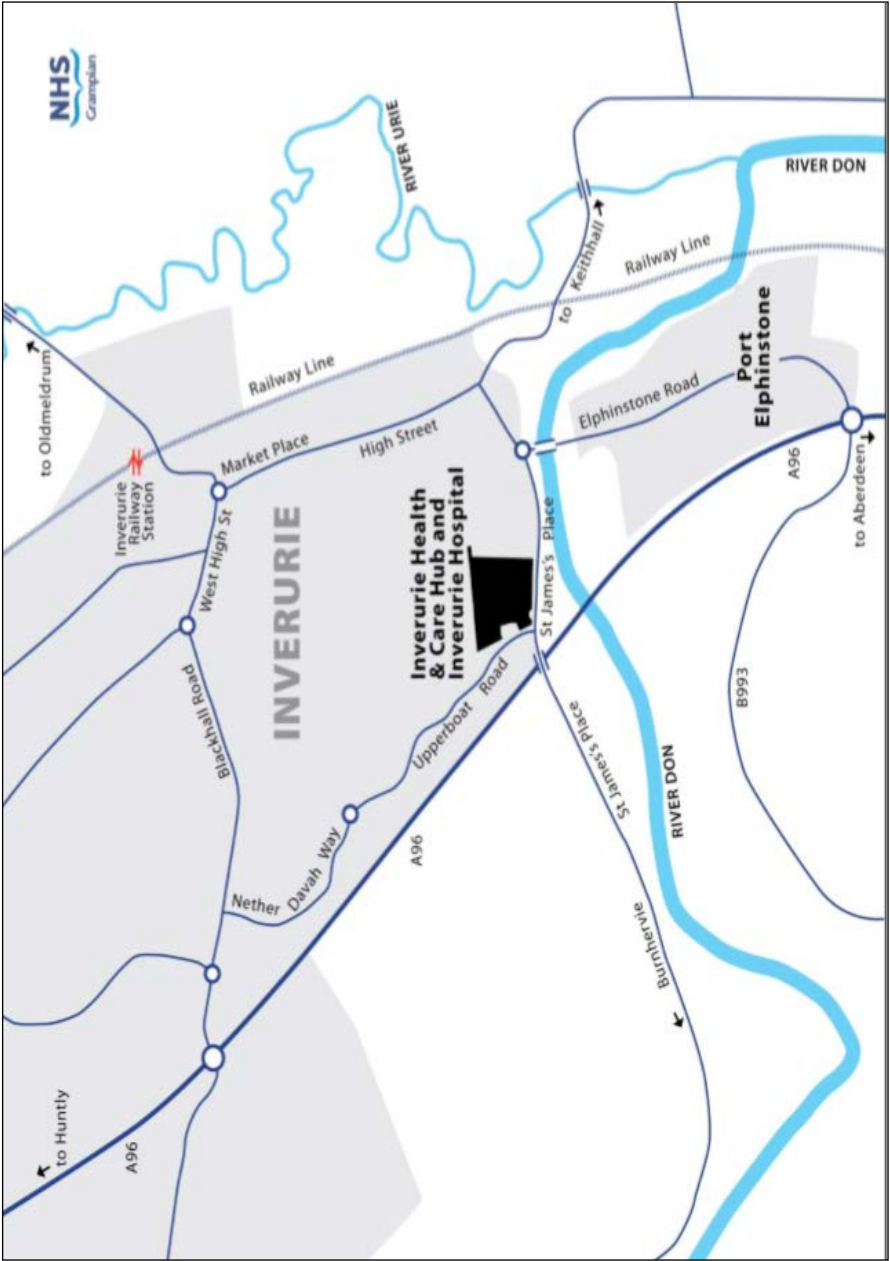 NHS
Grampian
RIVER URIE
RIVER DON
to Keithhall
Railway Line
to Oldmeldrum
Railway Line
Inverurie
Railway
Station
Market Place
High Street
Elphinstone Road
Port
Elphinstone
A96
to Aberdeen
West High St
INVERURIE
Inverurie Health
& Care Hub and
Inverurie Hospital
St James's Place
Blackhall Road
Upperboat Road
B993
St James's Place
RIVER DON
A96
Nether Davah Way
Burnhervie
to Huntly
A96